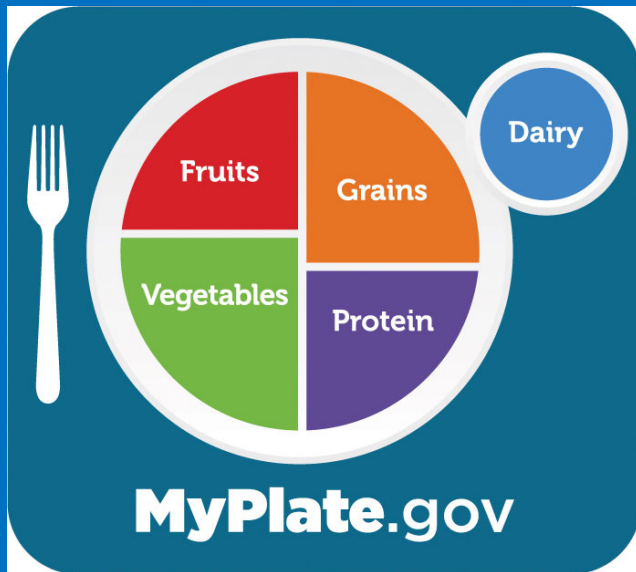 Fruits
Grains
Dairy
Vegetables
Protein
MyPlate.gov